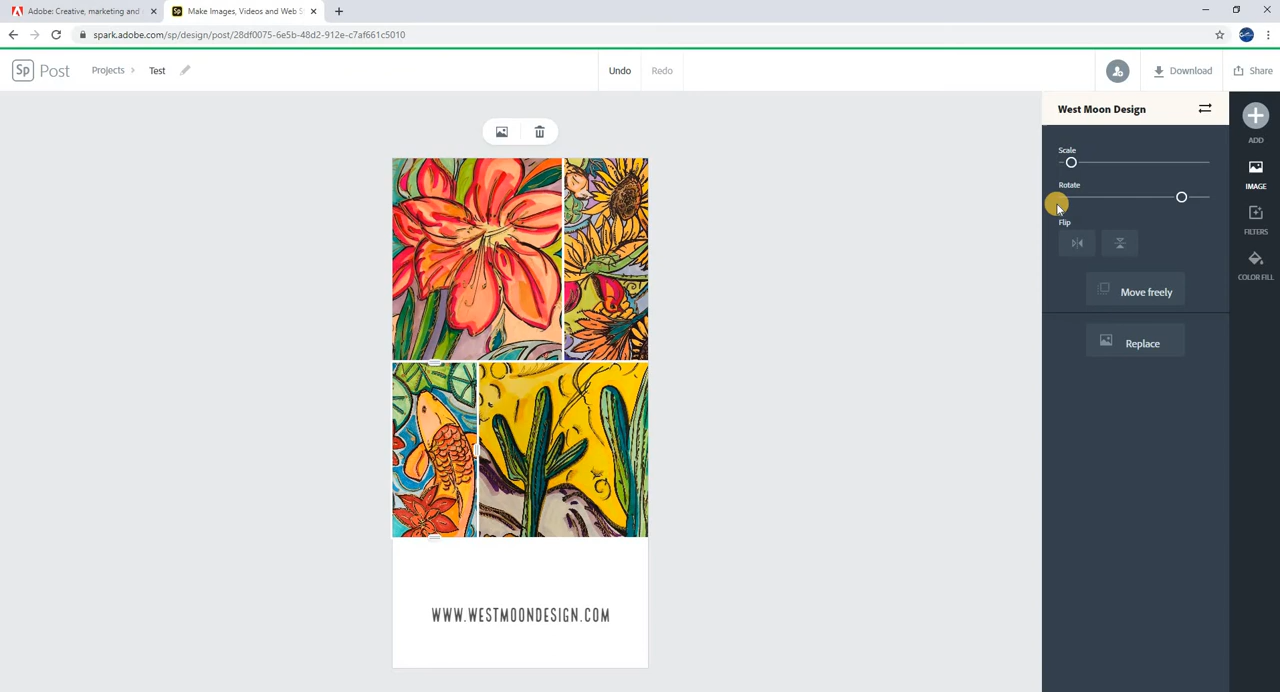 Adobe: Creative, marketing and
Make Images, Videos and Web S
spark.adobe.com/sp/design/post/28df0075-6e5b-48d2-912e-c7af661c5010
Sp Post Projects Test Undo Redo Download Share
West Moon Design
ADD
Scale
IMAGE
Rotate
Flip
FILTERS
COLOR FILL
Move freely
Replace
WWW.WESTMOONDESIGN.COM